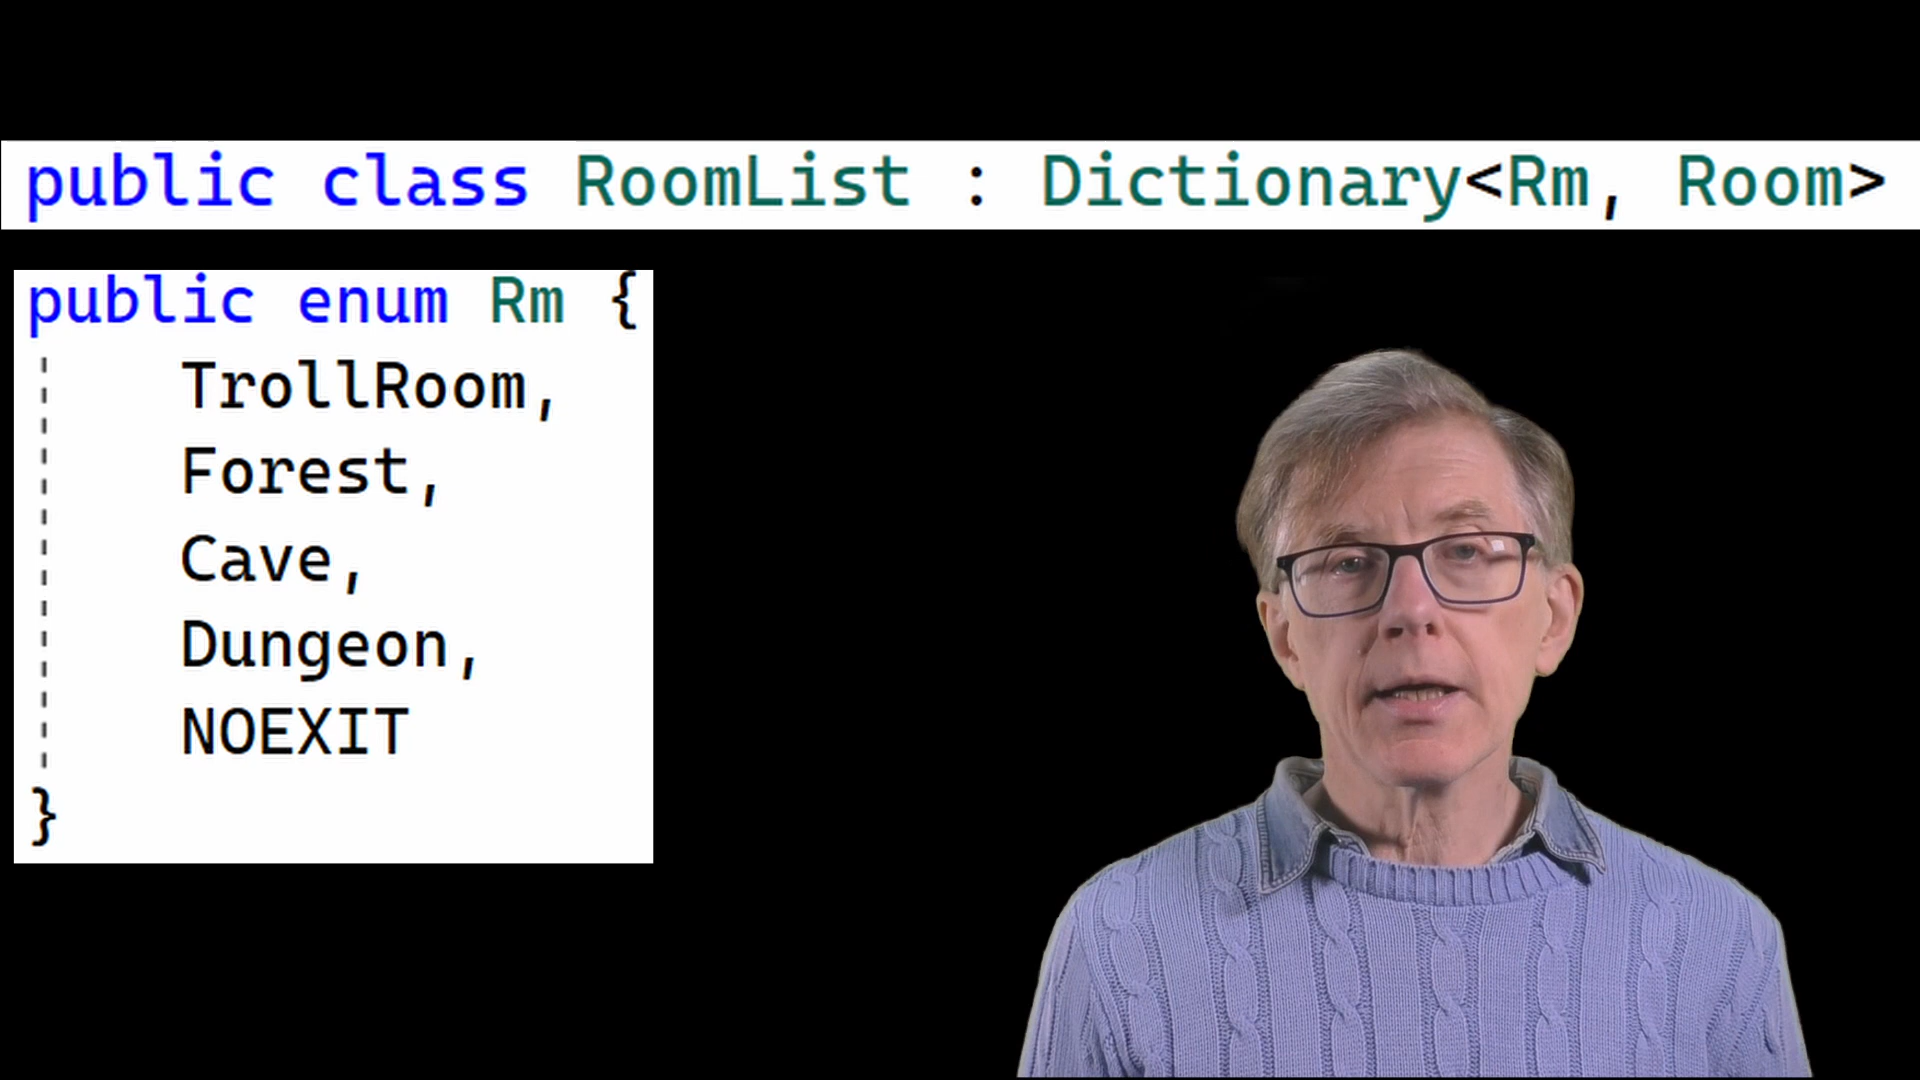 public class RoomList : Dictionary<Rm, Room>
public enum Rm {
TrollRoom,
Forest,
Cave,
Dungeon,
NOEXIT
}